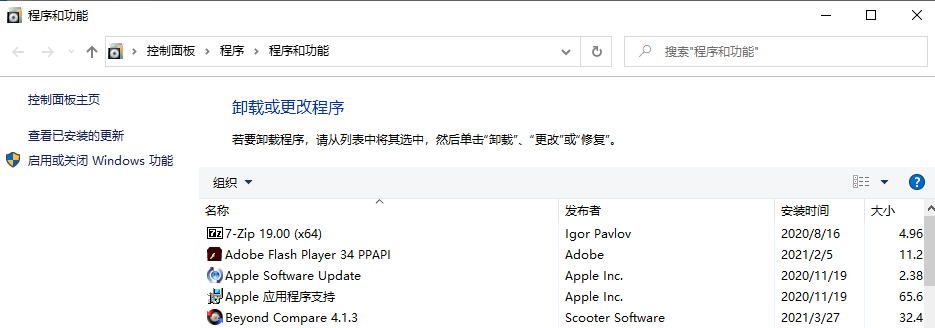 程序和功能
控制面板 程序 程序和功能 搜索"程序和功能"
控制面板主页
查看已安装的更新
启用或关闭 Windows 功能
卸载或更改程序
若要卸载程序，请从列表中将其选中，然后单击“卸载”、“更改”或“修复”。
组织
名称 发布者 安装时间 大小
7-Zip 19.00 (x64) Igor Pavlov 2020/8/16 4.96
Adobe Flash Player 34 PPAPI Adobe 2021/2/5 11.2
Apple Software Update Apple Inc. 2020/11/19 2.38
Apple 应用程序支持 Apple Inc. 2020/11/19 65.6
Beyond Compare 4.1.3 Scooter Software 2021/3/27 32.4